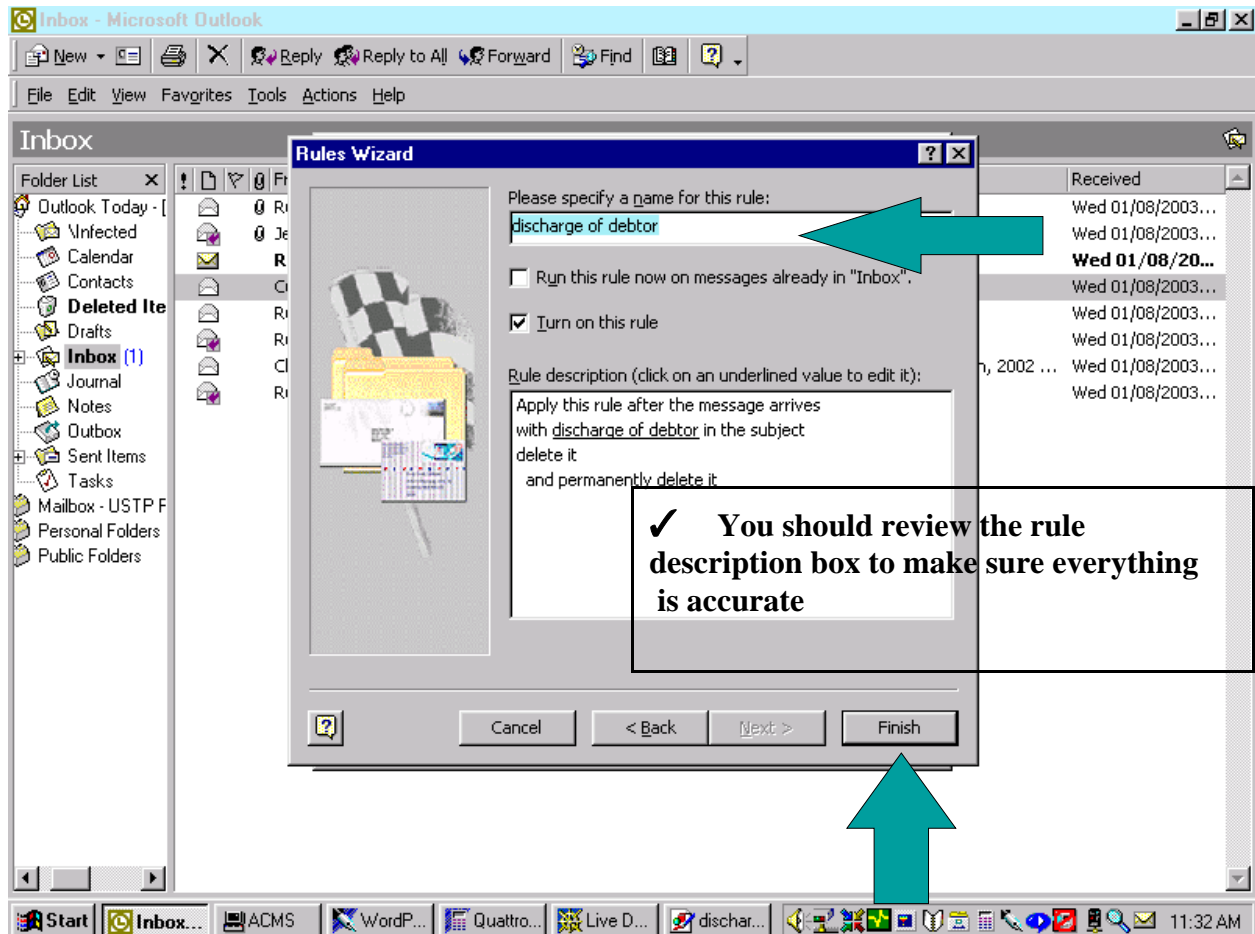 Inbox - Microsoft Outlook
New Reply Reply to All Forward Find
File Edit View Favorites Tools Actions Help
Inbox
Rules Wizard
Folder List
Received
Outlook Today - [
\Infected
Calendar
Contacts
Deleted Ite
Drafts
Inbox (1)
Journal
Notes
Outbox
Sent Items
Tasks
Mailbox - USTP F
Personal Folders
Public Folders
Wed 01/08/2003...
Wed 01/08/2003...
Wed 01/08/20...
Wed 01/08/2003...
Wed 01/08/2003...
Wed 01/08/2003...
n, 2002 ... Wed 01/08/2003...
Wed 01/08/2003...
Please specify a name for this rule:
discharge of debtor
Run this rule now on messages already in "Inbox".
Turn on this rule
Rule description (click on an underlined value to edit it):
Apply this rule after the message arrives
with discharge of debtor in the subject
delete it
and permanently delete it
✓ You should review the rule
description box to make sure everything
is accurate
Cancel < Back Next > Finish
Start Inbox... ACMS WordP... Quattro... Live D... dischar... 11:32 AM